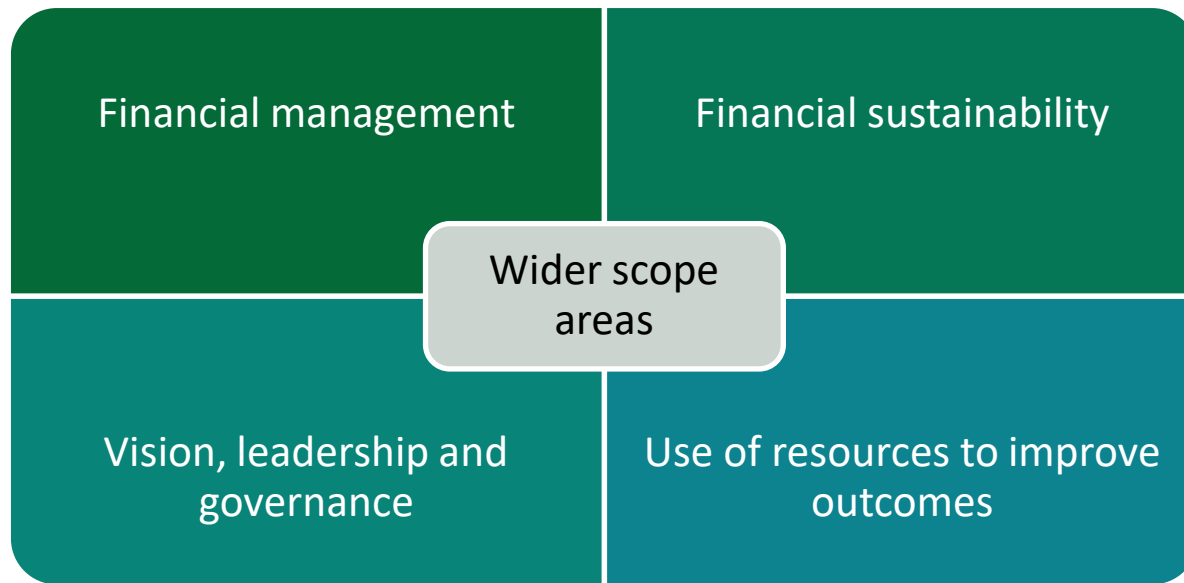 Financial management
Financial sustainability
Wider scope
areas
Vision, leadership and
governance
Use of resources to improve
outcomes